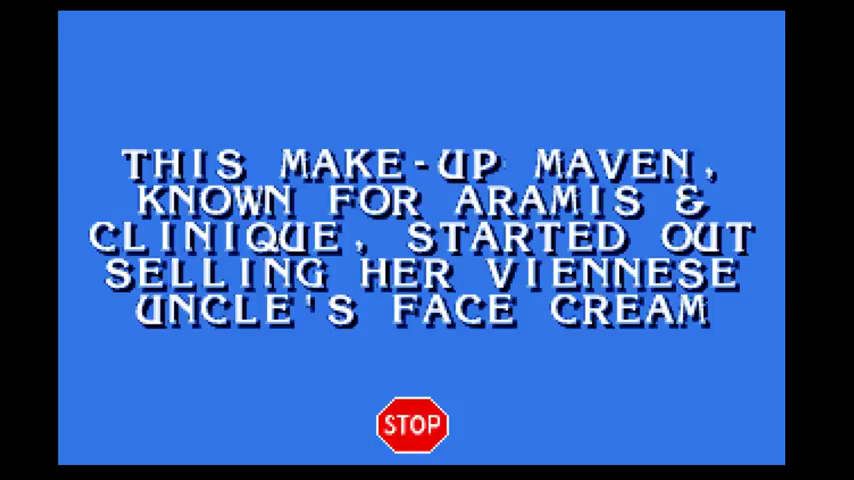 THIS MAKE-UP MAVEN,
KNOWN FOR ARAMIS &
CLINIQUE, STARTED OUT
SELLING HER VIENNESE
UNCLE'S FACE CREAM
STOP